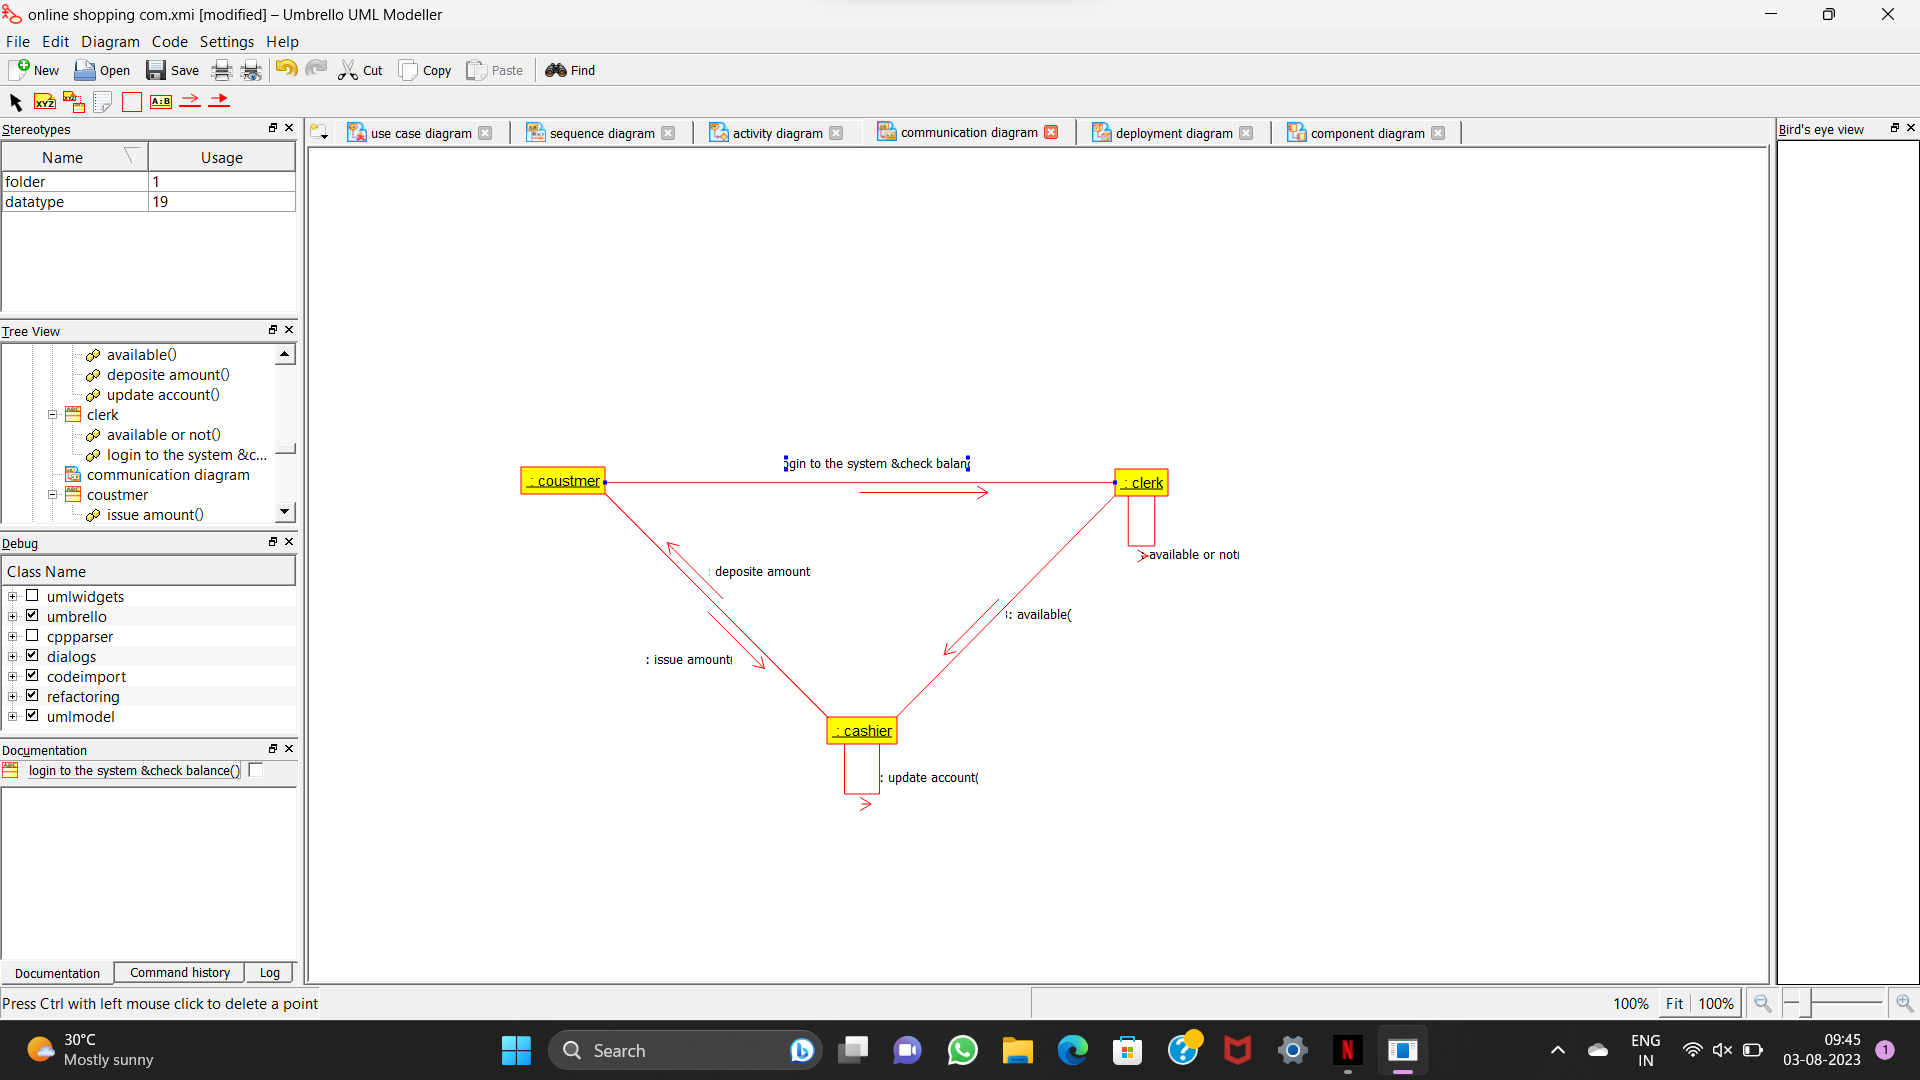 online shopping com.xmi [modified] – Umbrello UML Modeller
File Edit Diagram Code Settings Help
New Open Save Cut Copy Paste Find
XYZ XYZ A:B
Stereotypes
Name Usage
folder 1
datatype 19
Tree View
available()
deposite amount()
update account()
clerk
available or not()
login to the system &c...
communication diagram
coustmer
issue amount()
Debug
Class Name
umlwidgets
umbrello
cppparser
dialogs
codeimport
refactoring
umlmodel
Documentation
login to the system &check balance()
Documentation Command history Log
use case diagram sequence diagram activity diagram communication diagram deployment diagram component diagram
ogin to the system &check balanc
: coustmer
: clerk
: available or not(
: deposite amount
3: available(
: issue amount(
: cashier
: update account(
Bird's eye view
Press Ctrl with left mouse click to delete a point
100% Fit 100%
30°C
Mostly sunny
Search
ENG
IN
09:45
03-08-2023
1